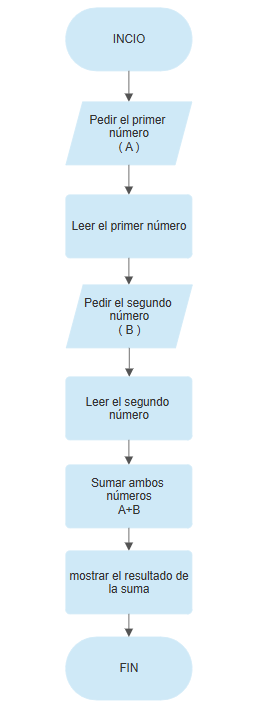 INCIO
Pedir el primer
número
( A )
Leer el primer número
Pedir el segundo
número
( B )
Leer el segundo
número
Sumar ambos
números
A+B
mostrar el resultado de
la suma
FIN